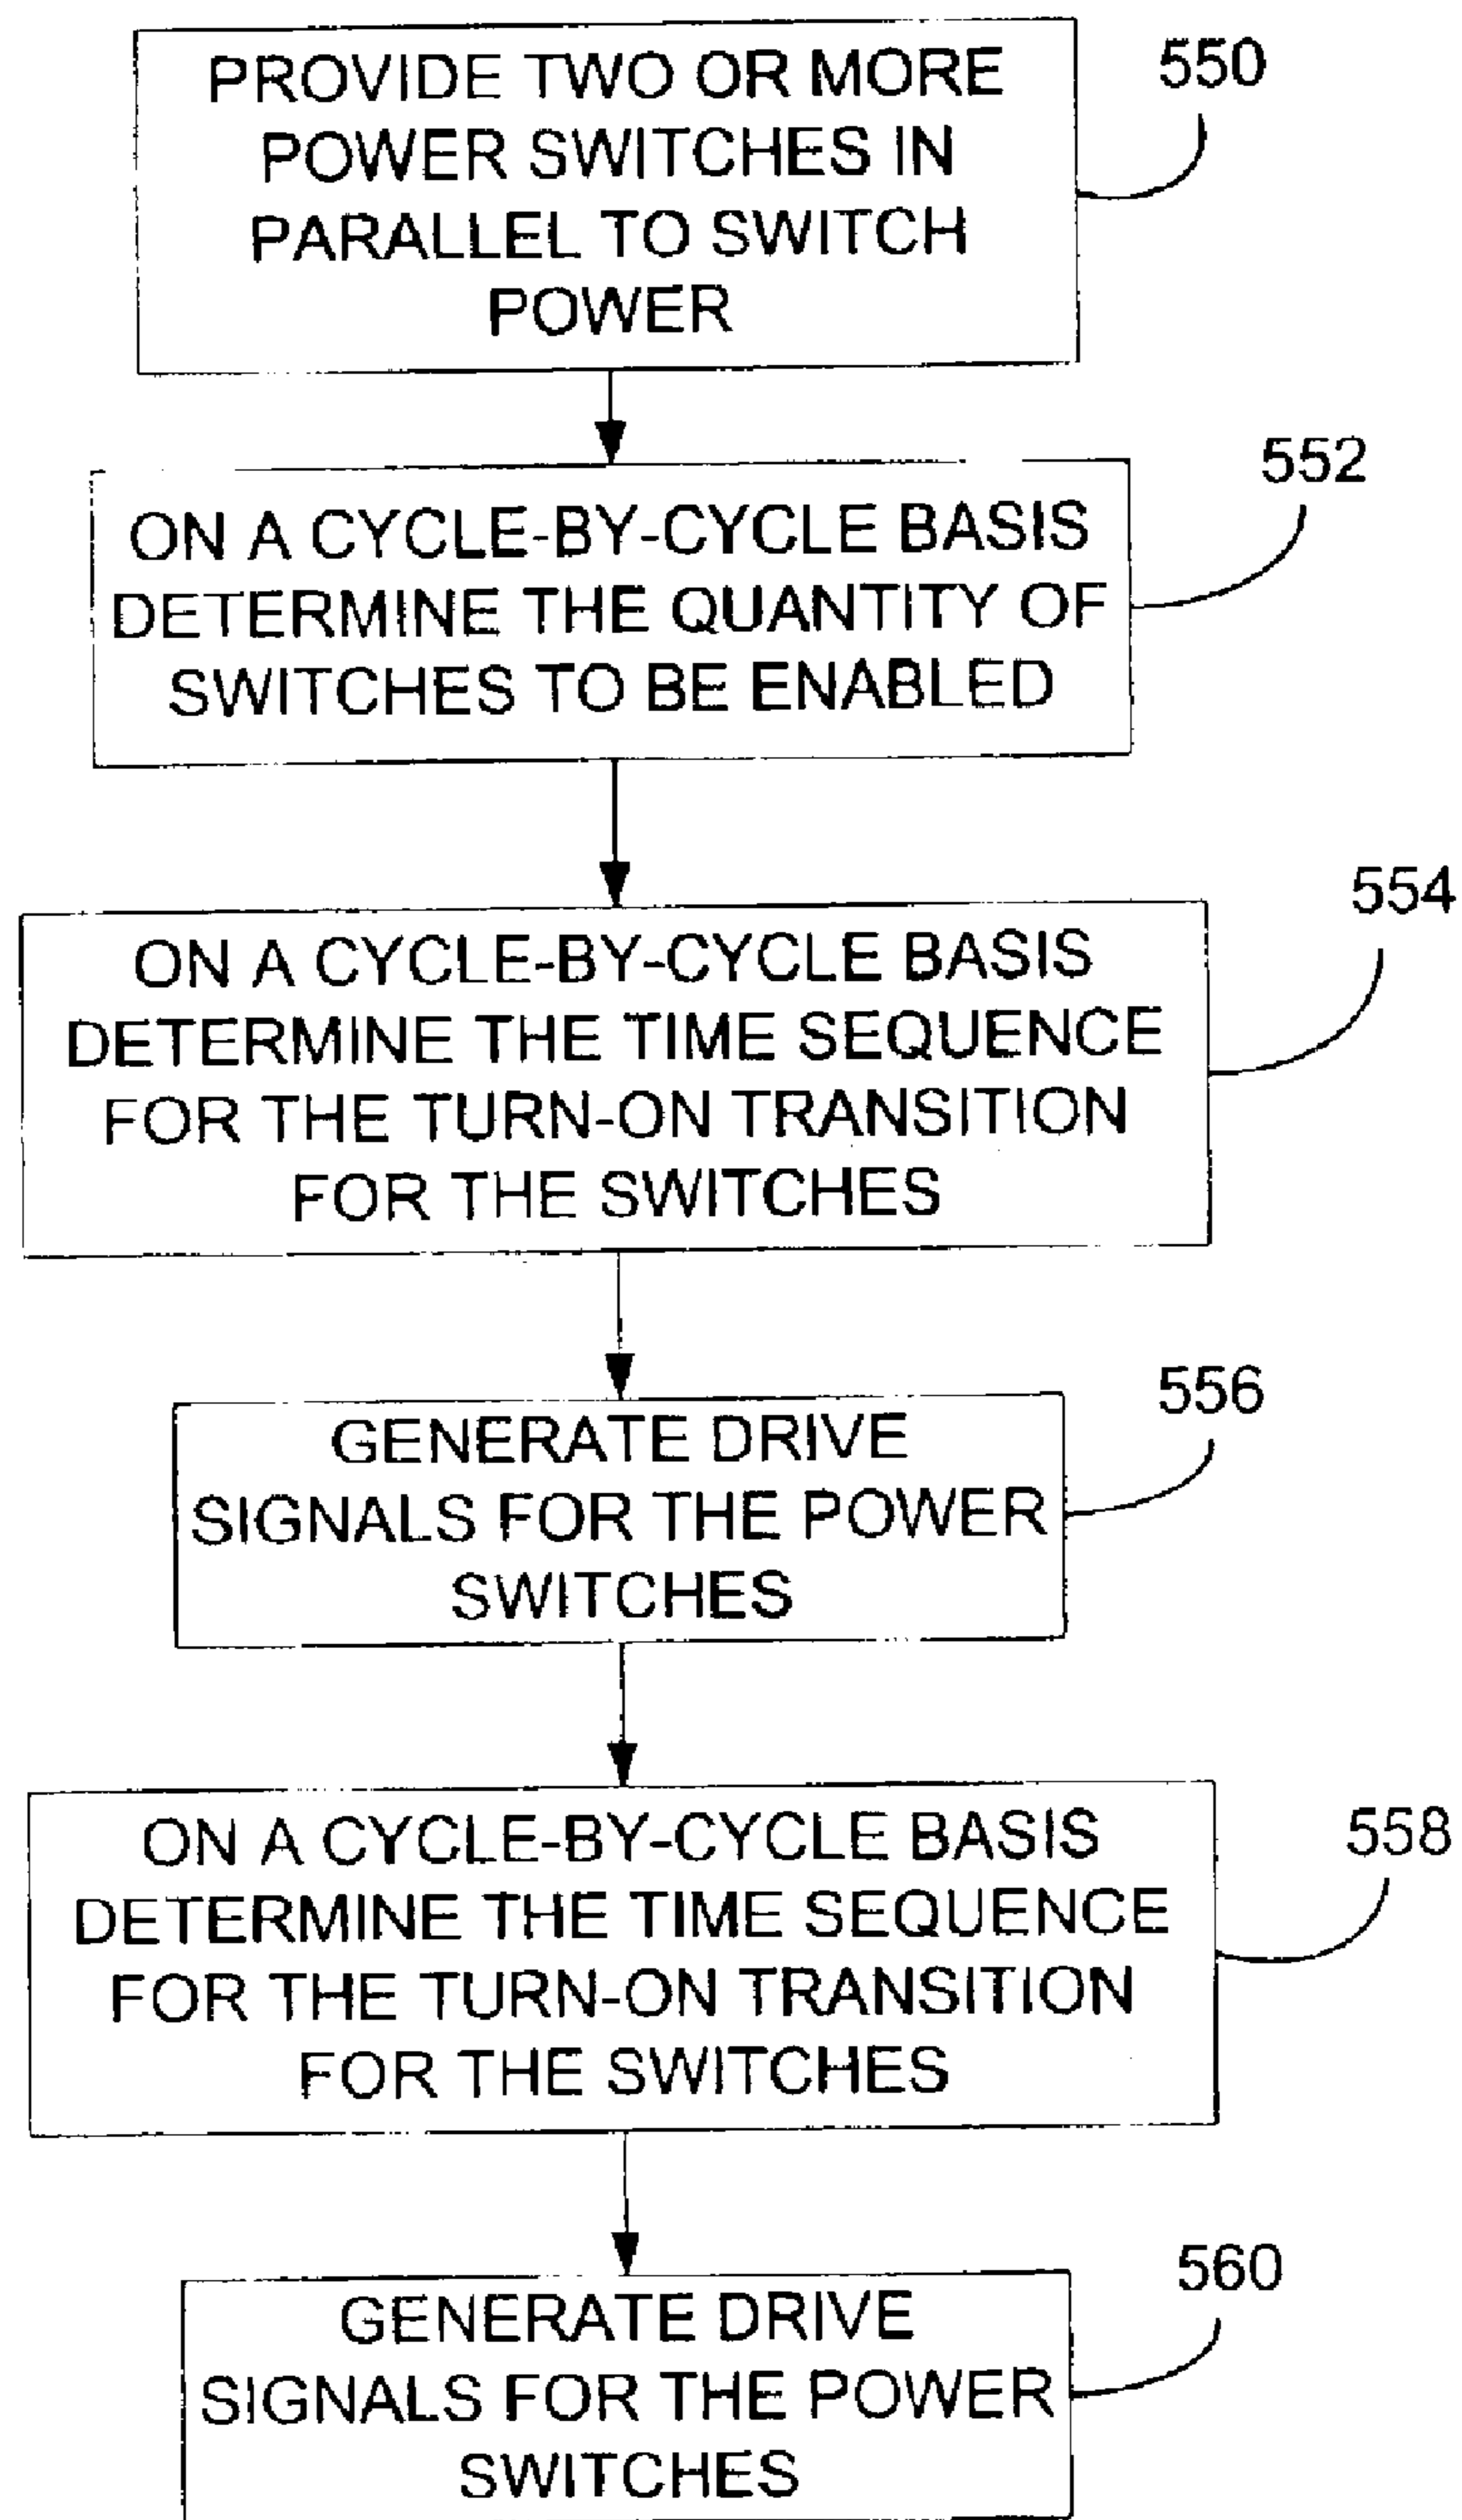 PROVIDE TWO OR MORE
POWER SWITCHES IN
PARALLEL TO SWITCH
POWER
550
ON A CYCLE-BY-CYCLE BASIS
DETERMINE THE QUANTITY OF
SWITCHES TO BE ENABLED
552
ON A CYCLE-BY-CYCLE BASIS
DETERMINE THE TIME SEQUENCE
FOR THE TURN-ON TRANSITION
FOR THE SWITCHES
554
GENERATE DRIVE
SIGNALS FOR THE POWER
SWITCHES
556
ON A CYCLE-BY-CYCLE BASIS
DETERMINE THE TIME SEQUENCE
FOR THE TURN-ON TRANSITION
FOR THE SWITCHES
558
GENERATE DRIVE
SIGNALS FOR THE POWER
SWITCHES
560